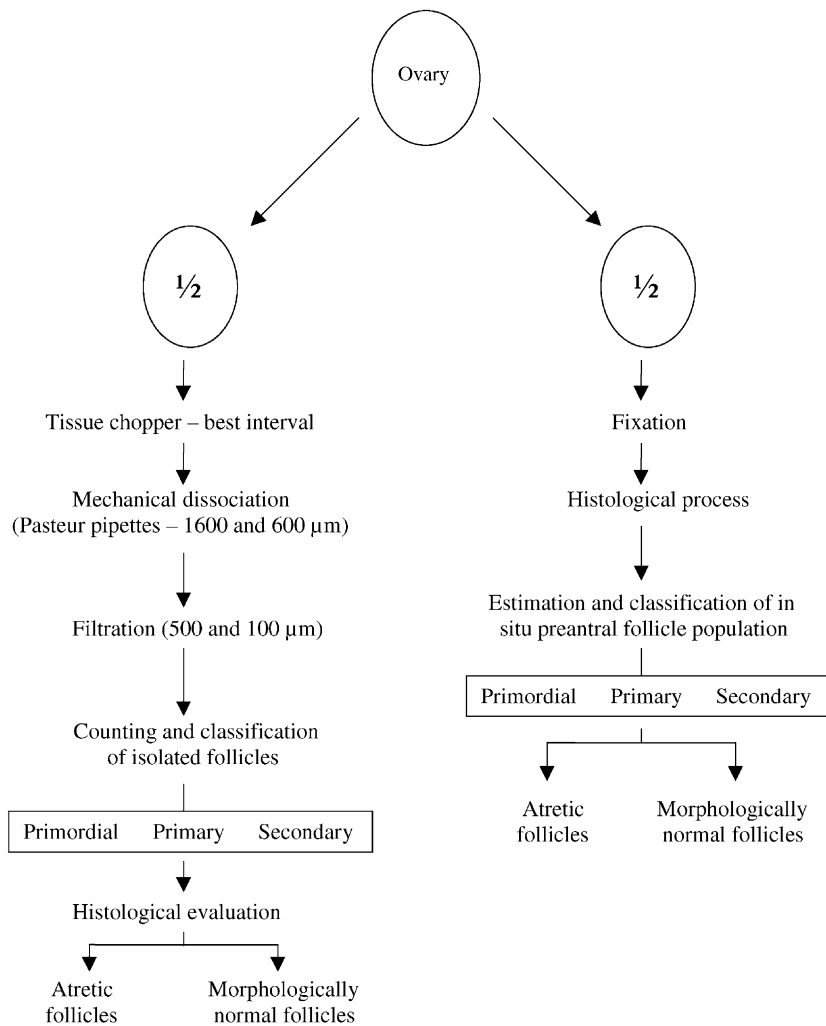 Ovary
½
Tissue chopper – best interval
Mechanical dissociation
(Pasteur pipettes – 1600 and 600 µm)
Filtration (500 and 100 µm)
Counting and classification
of isolated follicles
Primordial Primary Secondary
Histological evaluation
Atretic
follicles
Morphologically
normal follicles
½
Fixation
Histological process
Estimation and classification of in
situ preantral follicle population
Primordial Primary Secondary
Atretic
follicles
Morphologically
normal follicles